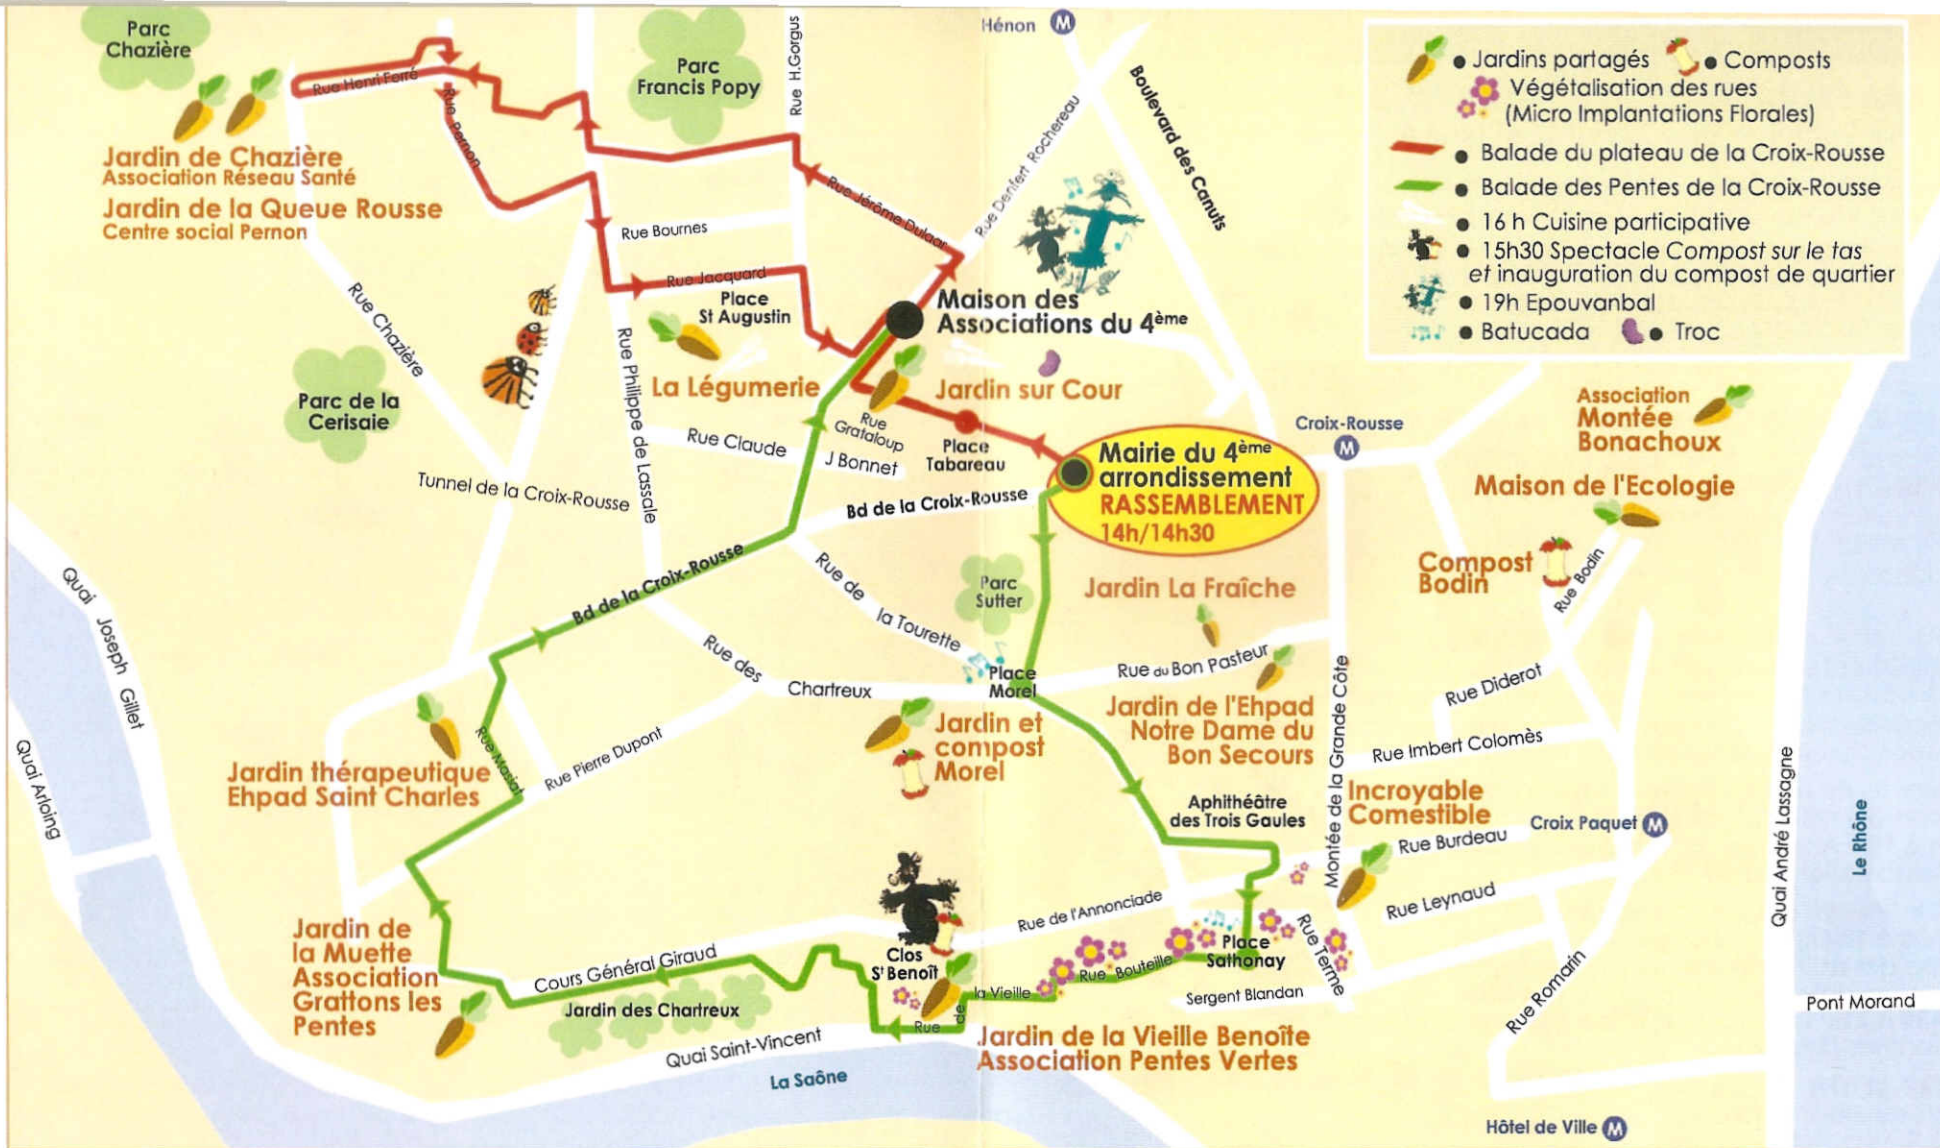 Parc
Chazière
Rue Henri Ferré
Rue Pernon
Jardin de Chazière
Association Réseau Santé
Jardin de la Queue Rousse
Centre social Pernon
Parc
Francis Popy
Rue H.Gorgus
Hénon M
Rue Denfert Rochereau
Boulevard des Canuts
Rue Jérôme Dulaar
Rue Bournes
Rue Jacquard
Place
St Augustin
Maison des
Associations du 4ème
Jardins partagés
Composts
Végétalisation des rues
(Micro Implantations Florales)
Balade du plateau de la Croix-Rousse
Balade des Pentes de la Croix-Rousse
16 h Cuisine participative
15h30 Spectacle Compost sur le tas
et inauguration du compost de quartier
19h Epouvanbal
Batucada
Troc
Rue Chazière
Parc de la
Cerisaie
Rue Philippe de Lassale
La Légumerie
Jardin sur Cour
Rue
Grataloup
Place
Tabareau
Rue Claude
J Bonnet
Tunnel de la Croix-Rousse
Bd de la Croix-Rousse
Mairie du 4ème
arrondissement
RASSEMBLEMENT
14h/14h30
Croix-Rousse
M
Association
Montée
Bonachoux
Maison de l'Ecologie
Compost
Bodin
Rue Bodin
Bd de la Croix-Rousse
Rue de
la Tourette
Parc
Sutter
Jardin La Fraîche
Place
Morel
Rue du Bon Pasteur
Rue des
Chartreux
Jardin et
compost
Morel
Jardin de l'Ehpad
Notre Dame du
Bon Secours
Montée de la Grande Côte
Rue Diderot
Rue Imbert Colomès
Incroyable
Comestible
Croix Paquet M
Rue Burdeau
Rue Leynaud
Quai André Lassagne
Le Rhône
Quai Joseph Gillet
Quai Arloing
Rue Masiat
Rue Pierre Dupont
Jardin thérapeutique
Ehpad Saint Charles
Aphithéâtre
des Trois Gaules
Rue de l'Annonciade
Jardin de
la Muette
Association
Grattons les
Pentes
Cours Général Giraud
Jardin des Chartreux
Clos
St Benoît
Place
Sathonay
Rue Terme
Rue Bouteille
Sergent Blandan
Rue de la Vieille
Jardin de la Vieille Benoîte
Association Pentes Vertes
Quai Saint-Vincent
La Saône
Rue Romarin
Pont Morand
Hôtel de Ville M